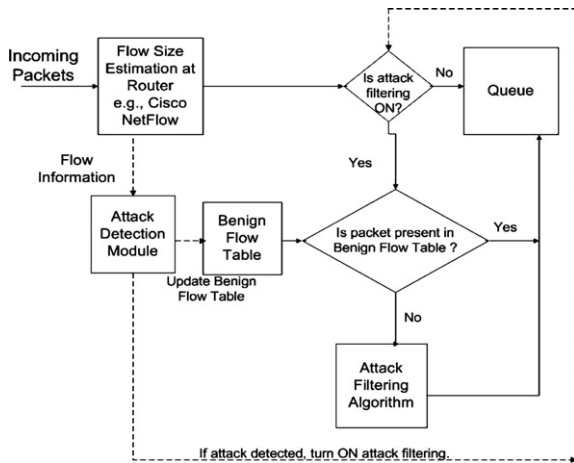 Incoming
Packets
Flow Size
Estimation at
Router
e.g., Cisco
NetFlow
Is attack
filtering
ON?
No
Queue
Flow
Information
Yes
Attack
Detection
Module
Benign
Flow
Table
Is packet present in
Benign Flow Table ?
Yes
Update Benign
Flow Table
No
Attack
Filtering
Algorithm
If attack detected, turn ON attack filtering.